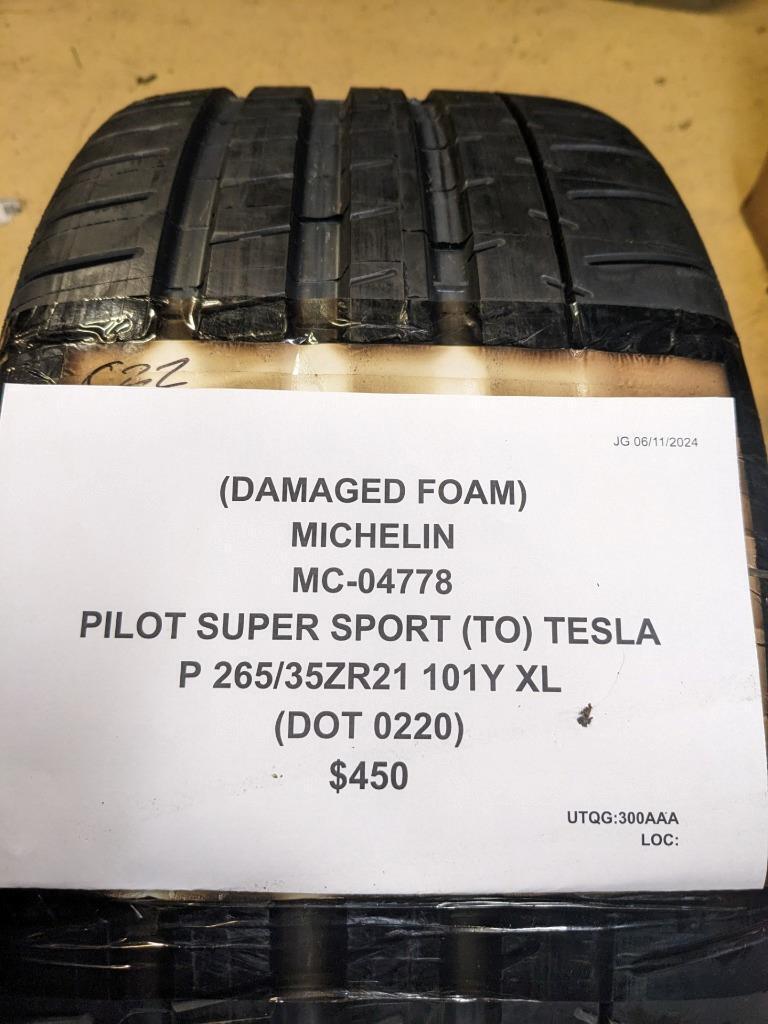 JG 06/11/2024
(DAMAGED FOAM)
MICHELIN
MC-04778
PILOT SUPER SPORT (TO) TESLA
P 265/35ZR21 101Y XL
(DOT 0220)
$450
UTQG:300AAA
LOC: